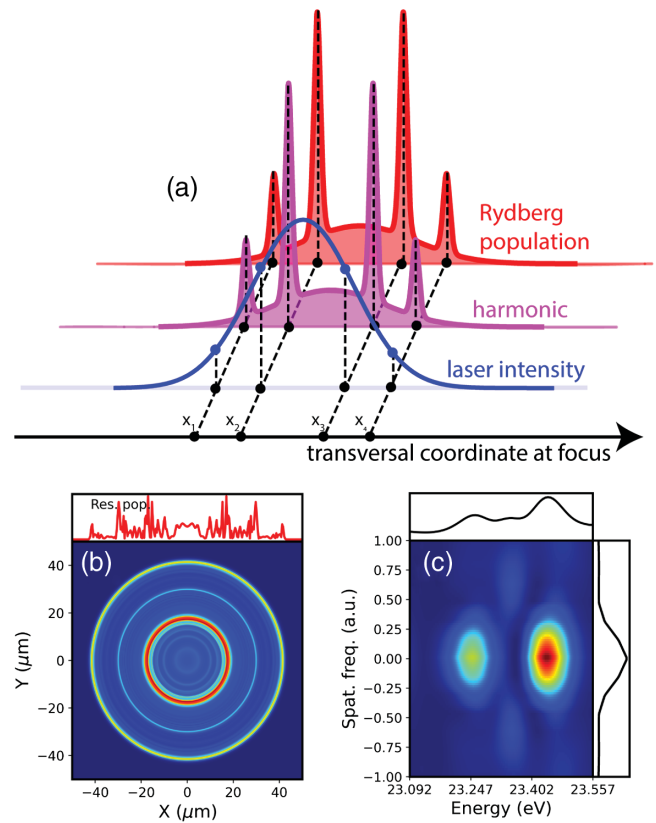 (a)
Rydberg
population
harmonic
laser intensity
x₁ x₂ x₃ x₄
transversal coordinate at focus
Res. pop.
(b)
40
20
0
−20
−40
Y (μm)
−40 −20 0 20 40
X (μm)
(c)
1.00
0.75
0.50
0.25
0.00
−0.25
−0.50
−0.75
−1.00
Spat. freq. (a.u.)
23.092 23.247 23.402 23.557
Energy (eV)